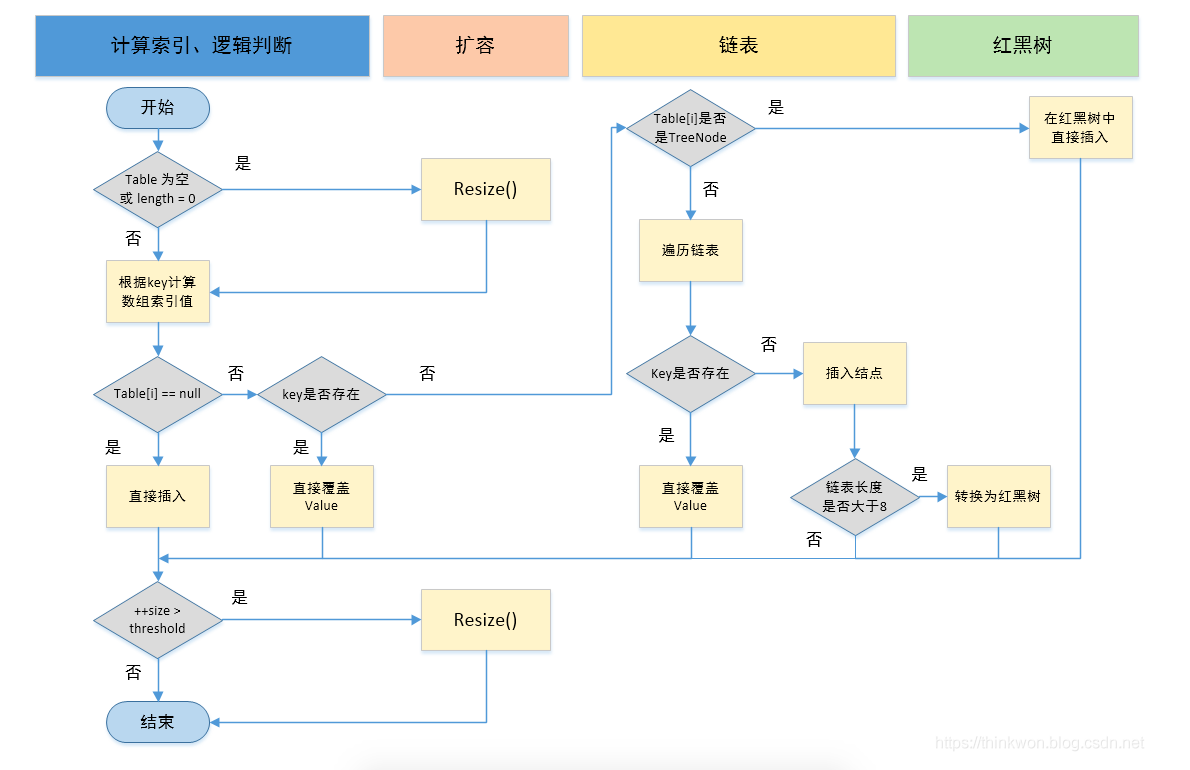 计算索引、逻辑判断
扩容
链表
红黑树
开始
Table 为空
或 length = 0
是
Resize()
否
根据key计算
数组索引值
Table[i] == null
否
key是否存在
否
是
直接插入
是
直接覆盖
Value
Table[i]是否
是TreeNode
是
在红黑树中
直接插入
否
遍历链表
Key是否存在
否
插入结点
是
直接覆盖
Value
链表长度
是否大于8
是
转换为红黑树
否
++size >
threshold
是
Resize()
否
结束
https://thinkwon.blog.csdn.net